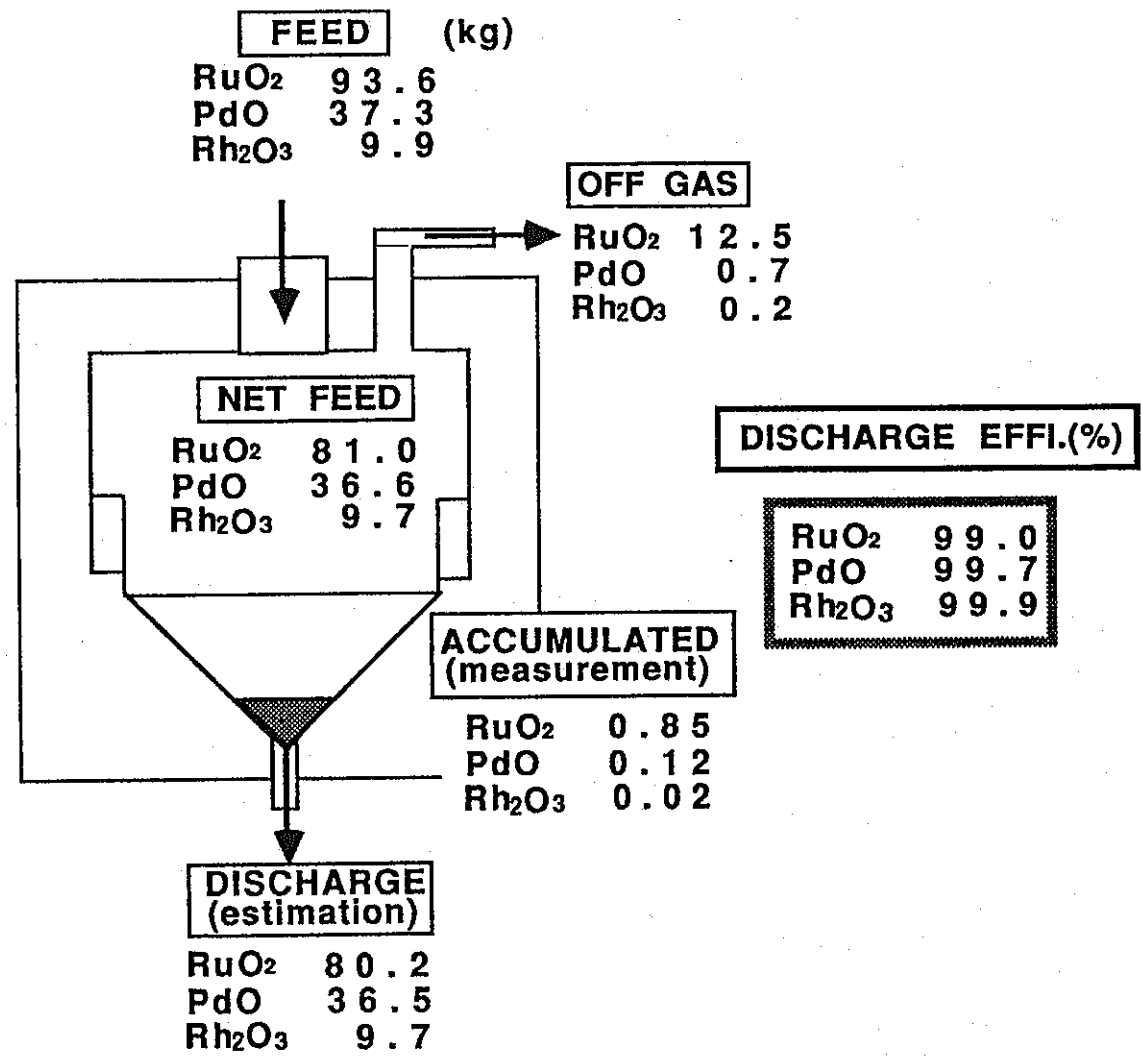 FEED (kg)
RuO2 93.6
PdO 37.3
Rh2O3 9.9
OFF GAS
RuO2 12.5
PdO 0.7
Rh2O3 0.2
NET FEED
RuO2 81.0
PdO 36.6
Rh2O3 9.7
DISCHARGE EFFI.(%)
RuO2 99.0
PdO 99.7
Rh2O3 99.9
ACCUMULATED
(measurement)
RuO2 0.85
PdO 0.12
Rh2O3 0.02
DISCHARGE
(estimation)
RuO2 80.2
PdO 36.5
Rh2O3 9.7